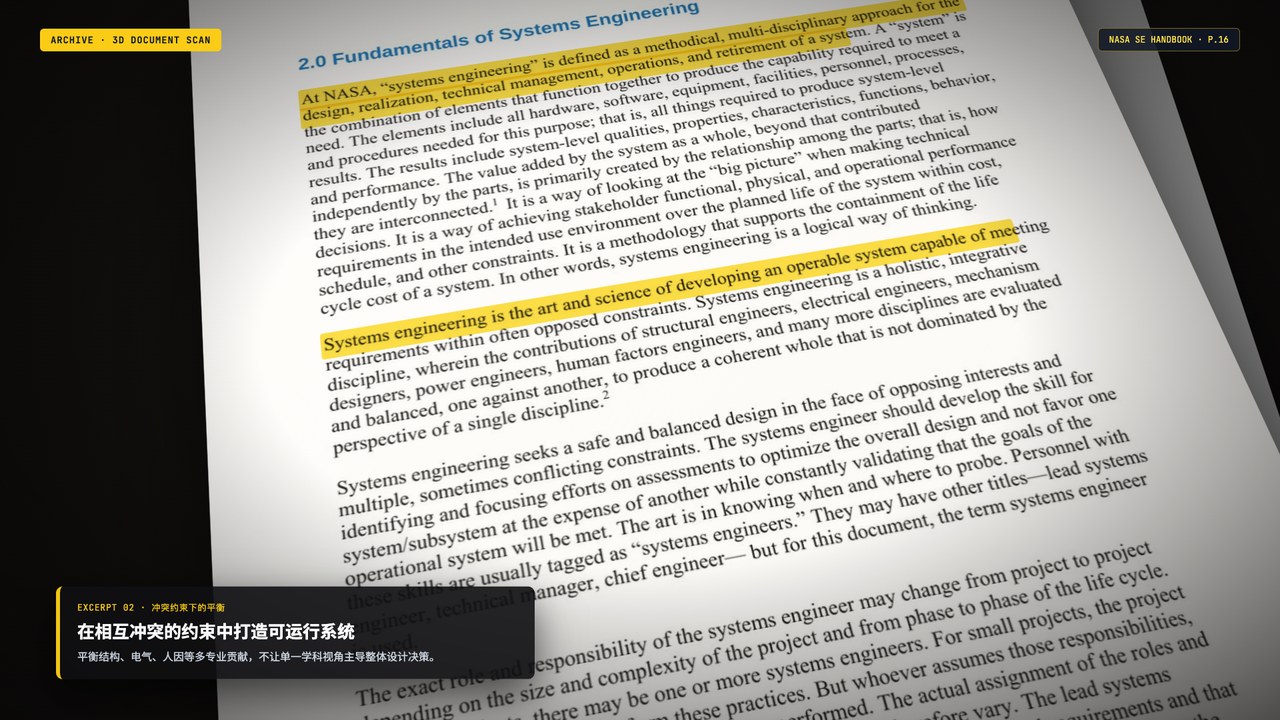 ARCHIVE · 3D DOCUMENT SCAN
NASA SE HANDBOOK · P.16
2.0 Fundamentals of Systems Engineering
At NASA, “systems engineering” is defined as a methodical, multi-disciplinary approach for the
design, realization, technical management, operations, and retirement of a system. A “system” is
the combination of elements that function together to produce the capability required to meet a
need. The elements include all hardware, software, equipment, facilities, personnel, processes,
and procedures needed for this purpose; that is, all things required to produce system-level
results. The results include system-level qualities, properties, characteristics, functions, behavior,
and performance. The value added by the system as a whole, beyond that contributed
independently by the parts, is primarily created by the relationship among the parts; that is, how
they are interconnected.1 It is a way of looking at the “big picture” when making technical
decisions. It is a way of achieving stakeholder functional, physical, and operational performance
requirements in the intended use environment over the planned life of the system within cost,
schedule, and other constraints. It is a methodology that supports the containment of the life
cycle cost of a system. In other words, systems engineering is a logical way of thinking.
Systems engineering is the art and science of developing an operable system capable of meeting
requirements within often opposed constraints. Systems engineering is a holistic, integrative
discipline, wherein the contributions of structural engineers, electrical engineers, mechanism
designers, power engineers, human factors engineers, and many more disciplines are evaluated
and balanced, one against another, to produce a coherent whole that is not dominated by the
perspective of a single discipline.2
Systems engineering seeks a safe and balanced design in the face of opposing interests and
multiple, sometimes conflicting constraints. The systems engineer should develop the skill for
identifying and focusing efforts on assessments to optimize the overall design and not favor one
system/subsystem at the expense of another while constantly validating that the goals of the
operational system will be met. The art is in knowing when and where to probe. Personnel with
these skills are usually tagged as “systems engineers.” They may have other titles—lead systems
engineer, technical manager, chief engineer— but for this document, the term systems engineer
The exact role and responsibility of the systems engineer may change from project to project
depending on the size and complexity of the project and from phase to phase of the life cycle.
there may be one or more systems engineers. For small projects, the project
these practices. But whoever assumes those responsibilities,
performed. The actual assignment of the roles and
vary. The lead systems
requirements and that
EXCERPT 02 · 冲突约束下的平衡
在相互冲突的约束中打造可运行系统
平衡结构、电气、人因等多专业贡献，不让单一学科视角主导整体设计决策。